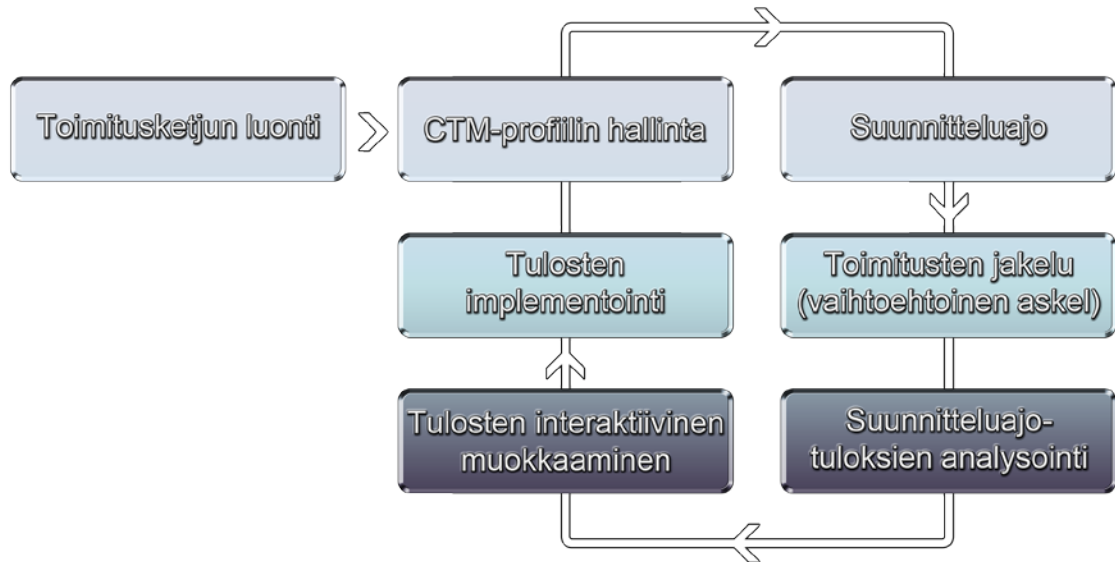 Toimitusketjun luonti
CTM-profiilin hallinta
Suunnitteluajo
Tulosten
implementointi
Toimitusten jakelu
(vaihtoehtoinen askel)
Tulosten interaktiivinen
muokkaaminen
Suunnitteluajo-
tuloksien analysointi